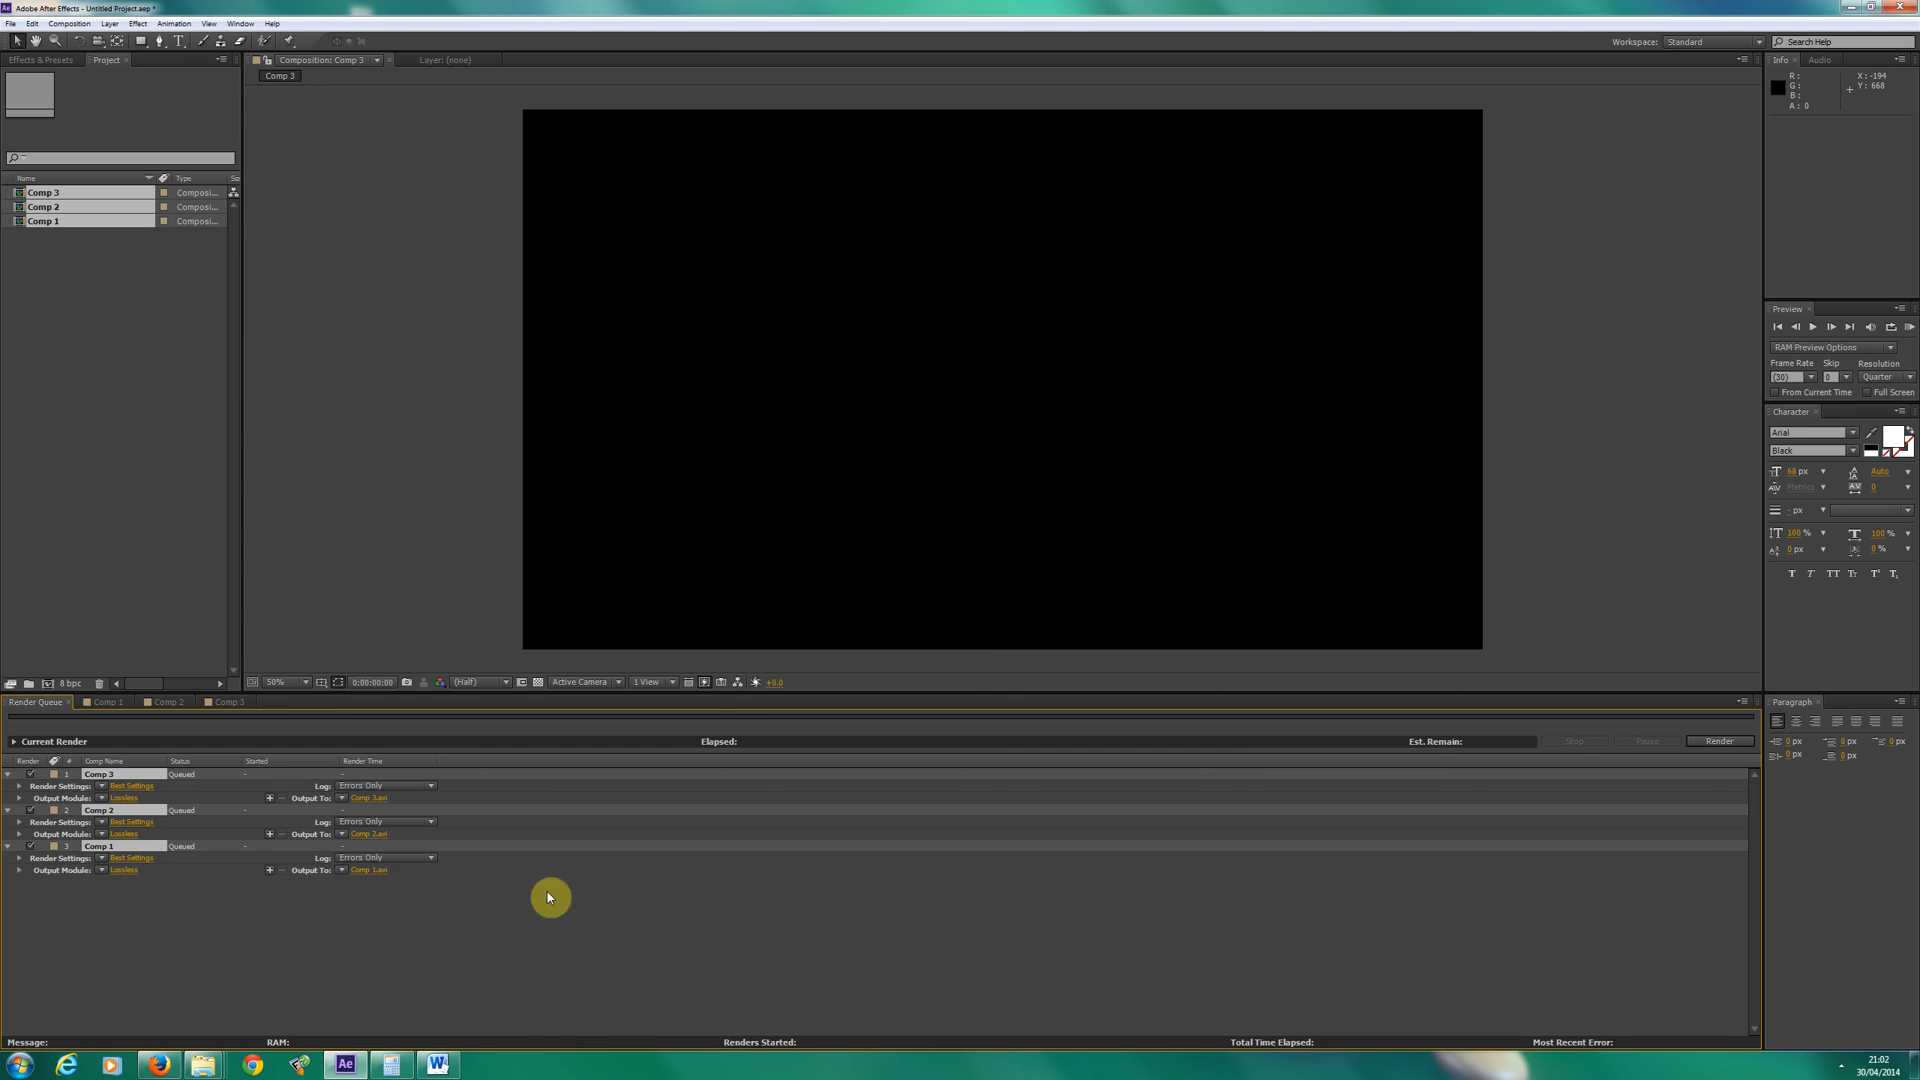 Adobe After Effects - Untitled Project.aep *
File Edit Composition Layer Effect Animation View Window Help
Workspace: Standard Search Help
Effects & Presets Project
Composition: Comp 3 Layer: (none)
Info Audio
Comp 3
R: X: -194
G: Y: 668
B:
A: 0
Name Type Siz
Comp 3 Composi...
Comp 2 Composi...
Comp 1 Composi...
Preview
RAM Preview Options
Frame Rate Skip Resolution
(30) 0 Quarter
From Current Time Full Screen
Character
Arial
Black
68 px Auto
Metrics 0
- px
100 % 100 %
0 px 0 %
8 bpc
50% 0:00:00:00 (Half) Active Camera 1 View +0.0
Render Queue Comp 1 Comp 2 Comp 3
Paragraph
Current Render Elapsed: Est. Remain: Stop Pause Render
0 px 0 px 0 px
0 px 0 px
Render # Comp Name Status Started Render Time
1 Comp 3 Queued - -
Render Settings: Best Settings Log: Errors Only
Output Module: Lossless Output To: Comp 3.avi
2 Comp 2 Queued - -
Render Settings: Best Settings Log: Errors Only
Output Module: Lossless Output To: Comp 2.avi
3 Comp 1 Queued - -
Render Settings: Best Settings Log: Errors Only
Output Module: Lossless Output To: Comp 1.avi
Message: RAM: Renders Started: Total Time Elapsed: Most Recent Error:
Ae
W
21:02
30/04/2014